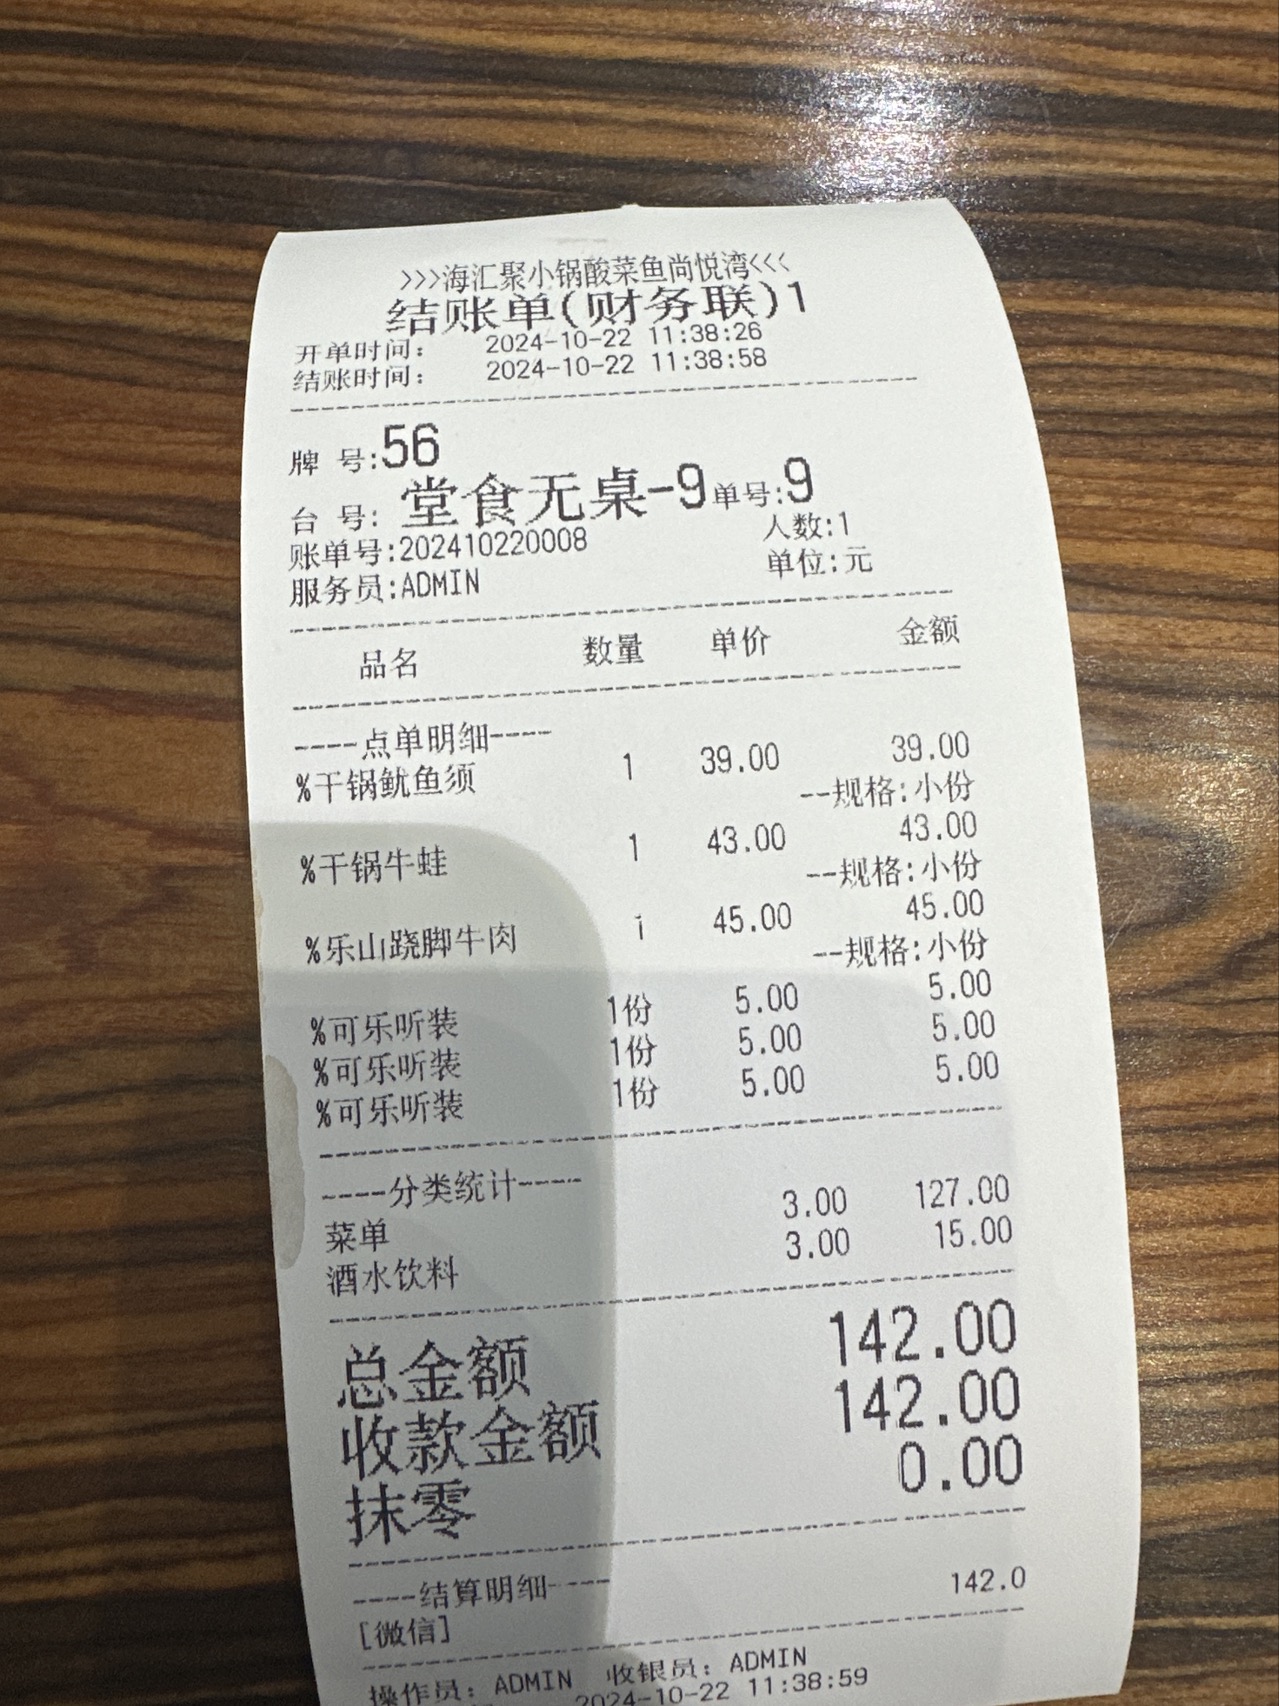 >>>海汇聚小锅酸菜鱼尚悦湾<<<
结账单(财务联)1
开单时间： 2024-10-22 11:38:26
结账时间： 2024-10-22 11:38:58
牌 号:56
台 号: 堂食无桌-9 单号:9
账单号:202410220008 人数:1
服务员:ADMIN 单位:元
品名 数量 单价 金额
----点单明细----
%干锅鱿鱼须 1 39.00 39.00
--规格:小份
%干锅牛蛙 1 43.00 43.00
--规格:小份
%乐山跷脚牛肉 1 45.00 45.00
--规格:小份
%可乐听装 1份 5.00 5.00
%可乐听装 1份 5.00 5.00
%可乐听装 1份 5.00 5.00
----分类统计----
菜单 3.00 127.00
酒水饮料 3.00 15.00
总金额 142.00
收款金额 142.00
抹零 0.00
----结算明细----
[微信] 142.0
操作员: ADMIN 收银员: ADMIN
2024-10-22 11:38:59